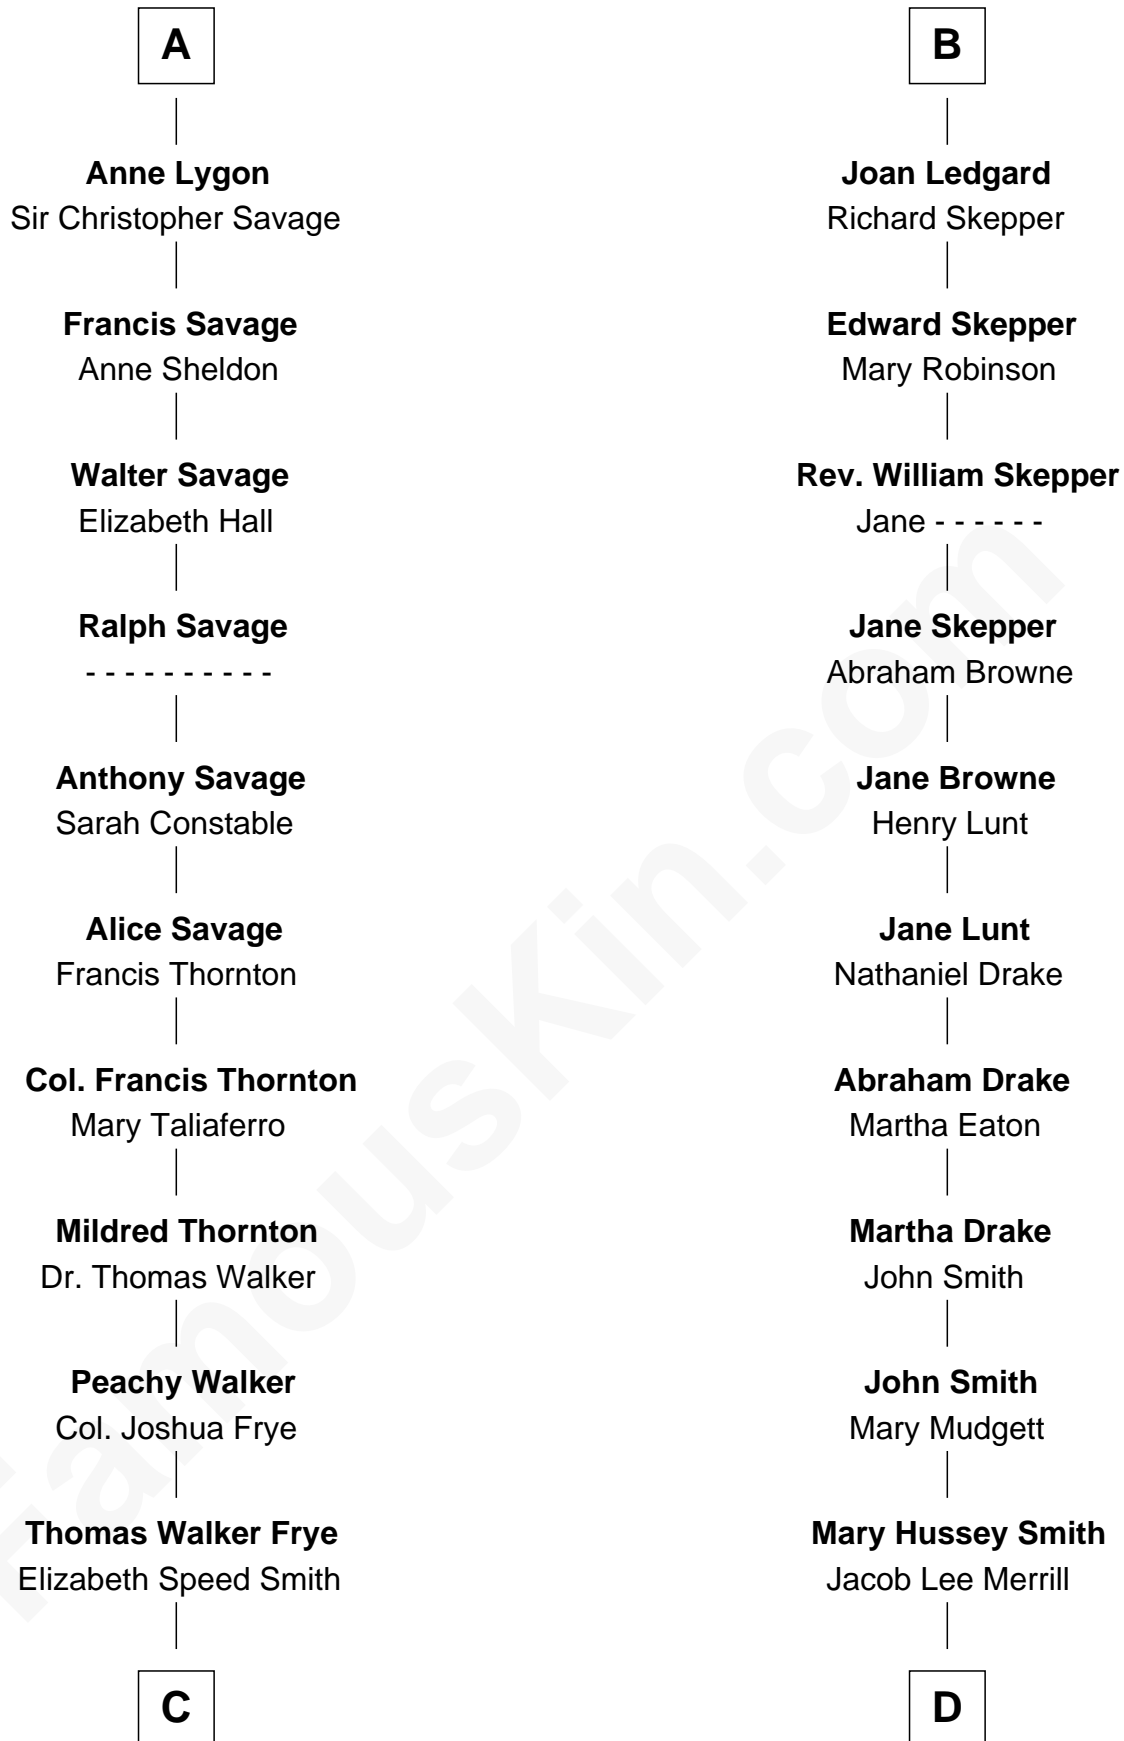 A
Anne Lygon
Sir Christopher Savage
Francis Savage
Anne Sheldon
Walter Savage
Elizabeth Hall
Ralph Savage
- - - - - - - - - -
Anthony Savage
Sarah Constable
Alice Savage
Francis Thornton
Col. Francis Thornton
Mary Taliaferro
Mildred Thornton
Dr. Thomas Walker
Peachy Walker
Col. Joshua Frye
Thomas Walker Frye
Elizabeth Speed Smith
C
B
Joan Ledgard
Richard Skepper
Edward Skepper
Mary Robinson
Rev. William Skepper
Jane - - - - - -
Jane Skepper
Abraham Browne
Jane Browne
Henry Lunt
Jane Lunt
Nathaniel Drake
Abraham Drake
Martha Eaton
Martha Drake
John Smith
John Smith
Mary Mudgett
Mary Hussey Smith
Jacob Lee Merrill
D
FamousKin.com